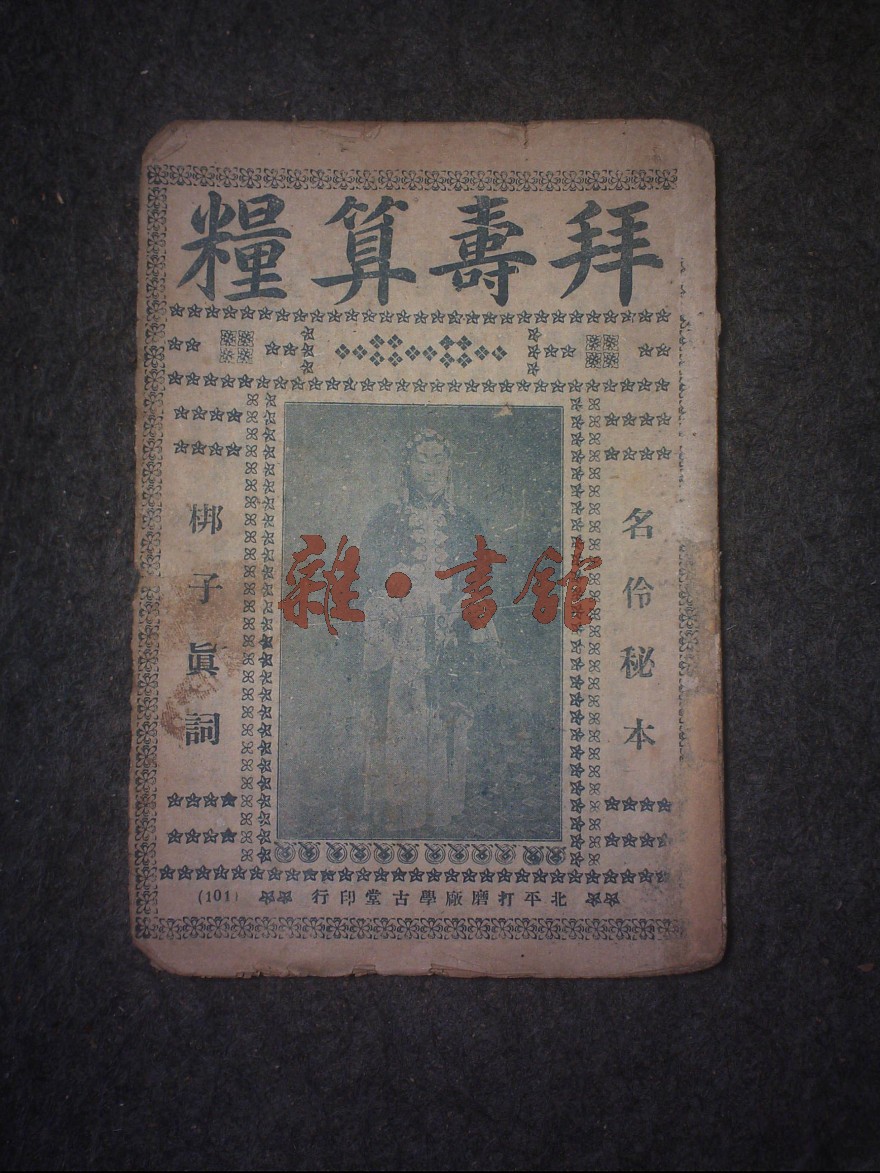 拜壽算糧
名伶秘本
梆子眞詞
雜·書館
北平打磨廠學古堂印行
(101)